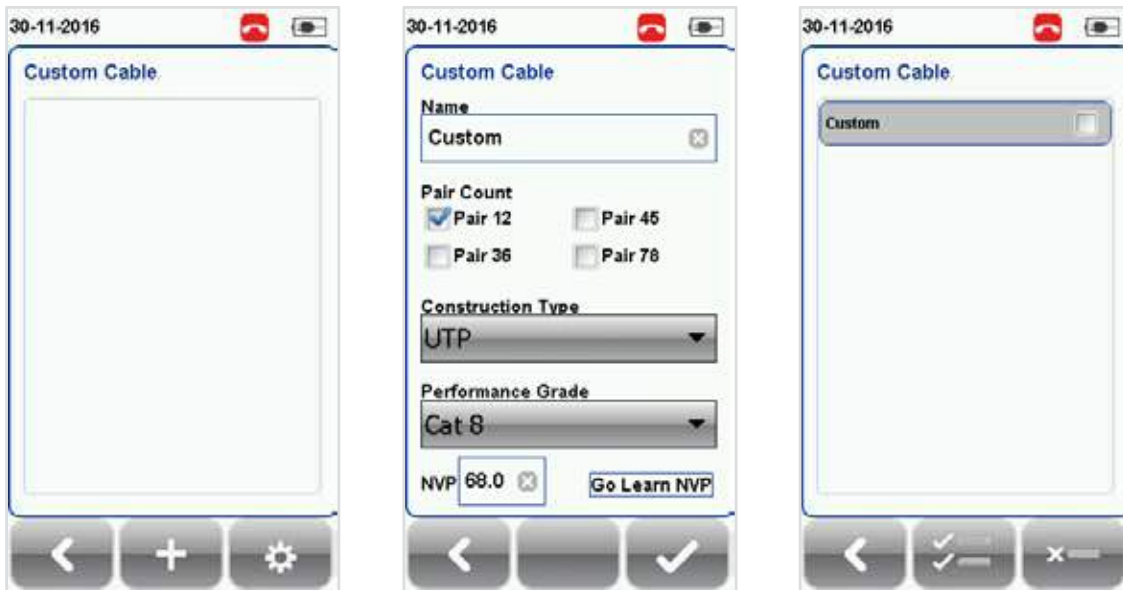 30-11-2016
Custom Cable
30-11-2016
Custom Cable
Name
Custom
Pair Count
Pair 12 Pair 45
Pair 36 Pair 78
Construction Type
UTP
Performance Grade
Cat 8
NVP 68.0 Go Learn NVP
30-11-2016
Custom Cable
Custom